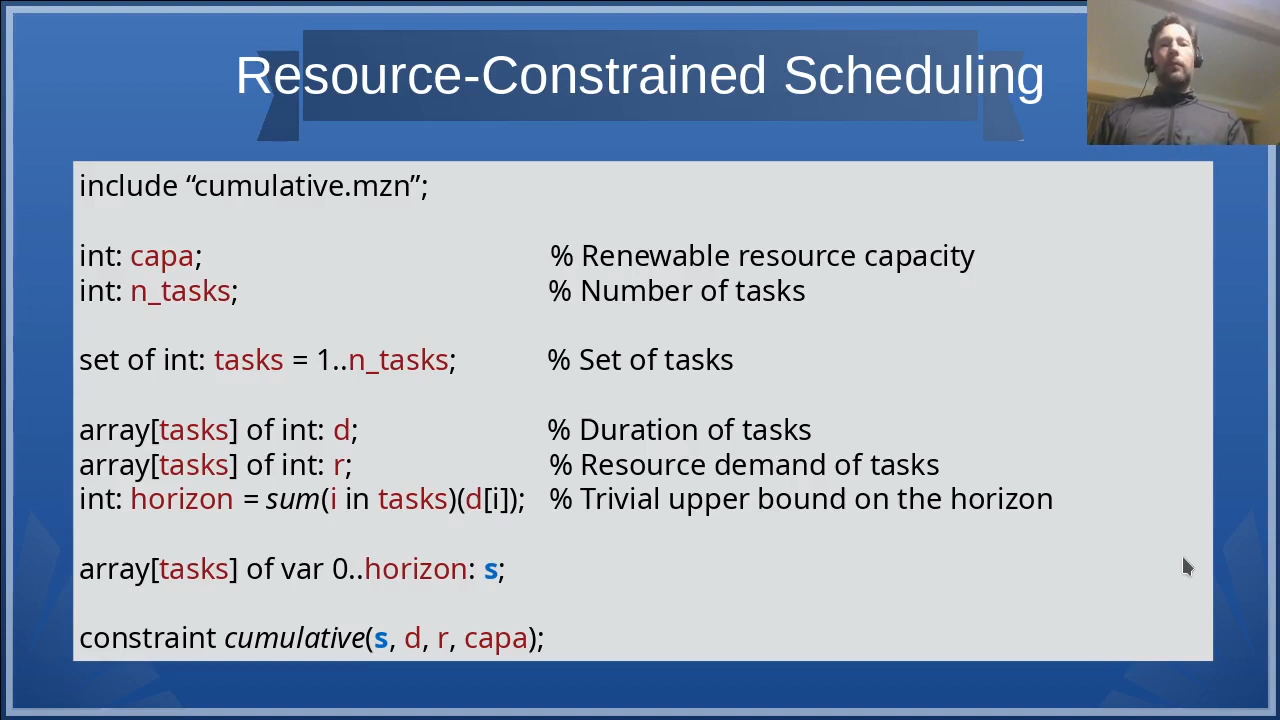 Resource-Constrained Scheduling
include “cumulative.mzn”;
int: capa; % Renewable resource capacity
int: n_tasks; % Number of tasks
set of int: tasks = 1..n_tasks; % Set of tasks
array[tasks] of int: d; % Duration of tasks
array[tasks] of int: r; % Resource demand of tasks
int: horizon = sum(i in tasks)(d[i]); % Trivial upper bound on the horizon
array[tasks] of var 0..horizon: s;
constraint cumulative(s, d, r, capa);